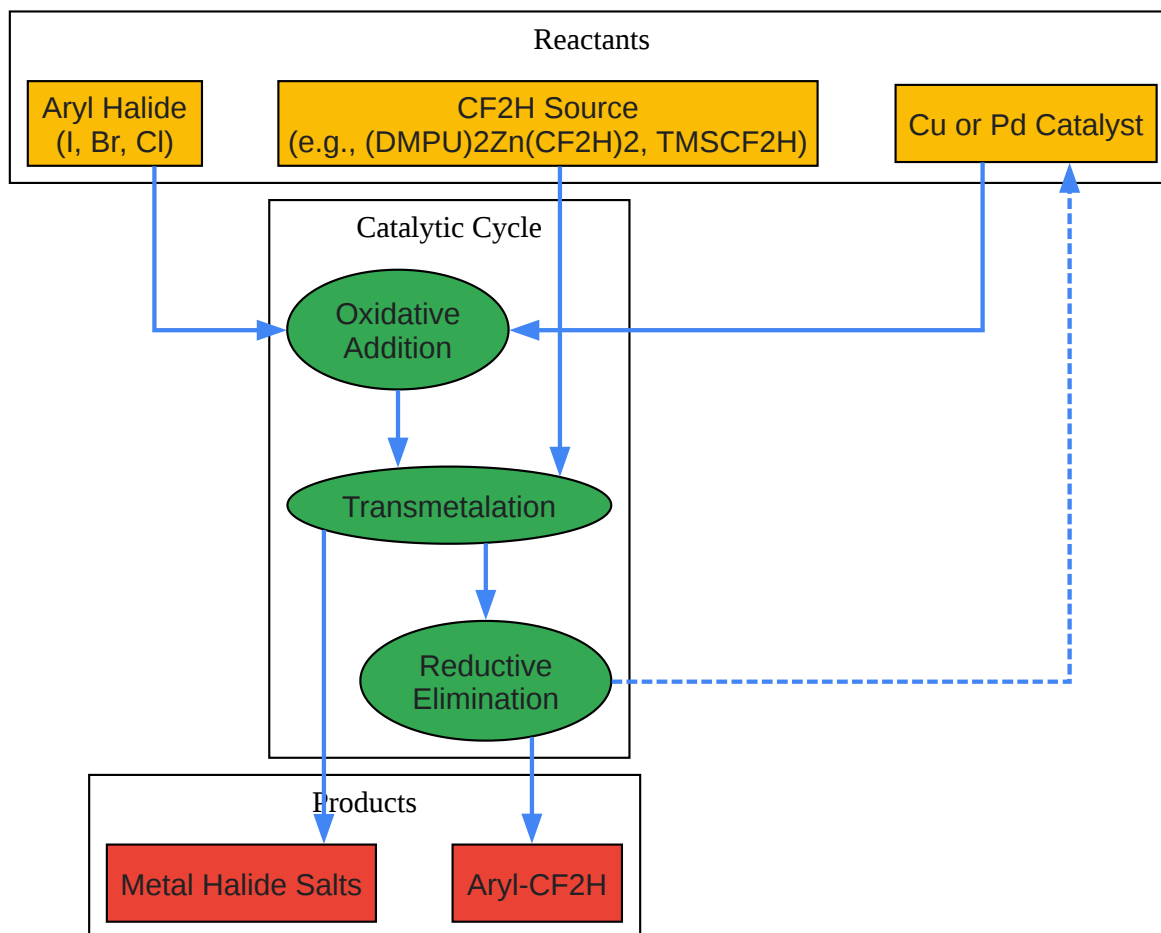 Reactants
Aryl Halide
(I, Br, Cl)
CF2H Source
(e.g., (DMPU)2Zn(CF2H)2, TMSCF2H)
Cu or Pd Catalyst
Catalytic Cycle
Oxidative
Addition
Transmetalation
Reductive
Elimination
Products
Metal Halide Salts
Aryl-CF2H